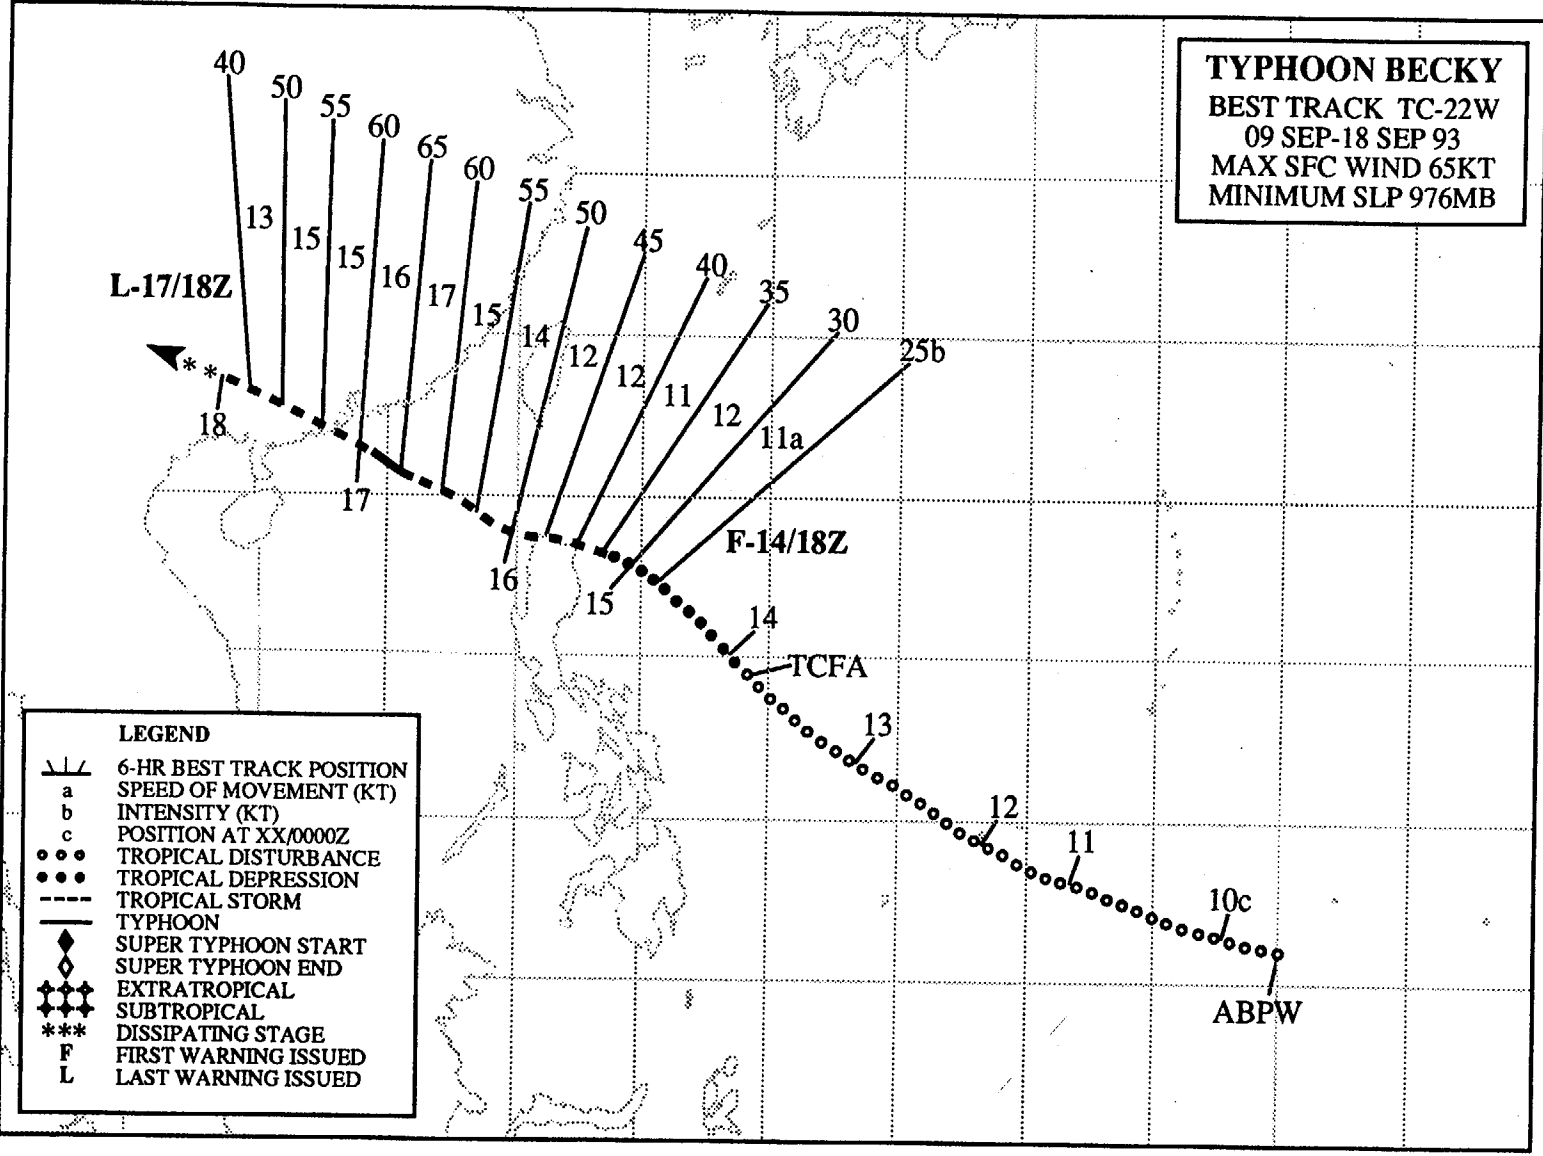 TYPHOON BECKY
BEST TRACK TC-22W
09 SEP-18 SEP 93
MAX SFC WIND 65KT
MINIMUM SLP 976MB
40
50
55
60
65
60
55
50
45
40
35
30
25b
13
15
15
16
17
15
14
12
12
11
12
11a
L-17/18Z
18
17
16
15
F-14/18Z
14
TCFA
13
12
11
10c
ABPW
LEGEND
6-HR BEST TRACK POSITION
a SPEED OF MOVEMENT (KT)
b INTENSITY (KT)
c POSITION AT XX/0000Z
TROPICAL DISTURBANCE
TROPICAL DEPRESSION
TROPICAL STORM
TYPHOON
SUPER TYPHOON START
SUPER TYPHOON END
EXTRATROPICAL
SUBTROPICAL
*** DISSIPATING STAGE
F FIRST WARNING ISSUED
L LAST WARNING ISSUED